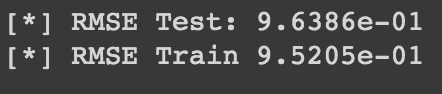 [*] RMSE Test: 9.6386e-01
[*] RMSE Train 9.5205e-01